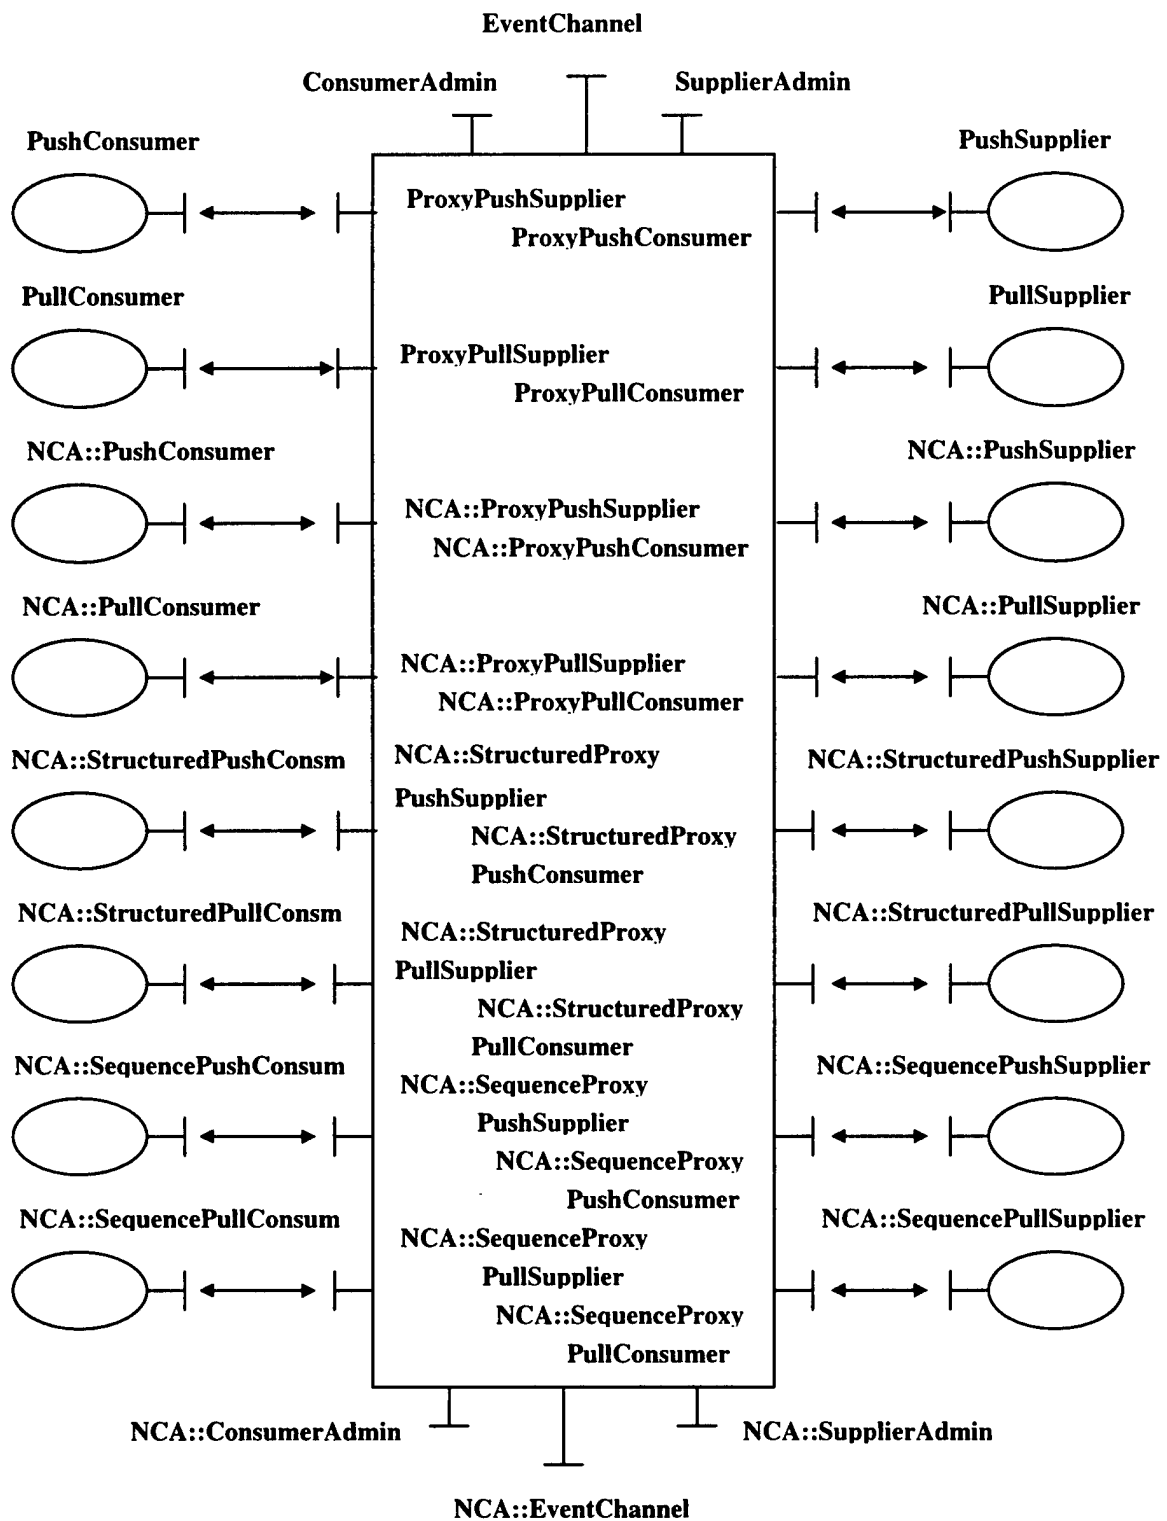 EventChannel
ConsumerAdmin
SupplierAdmin
PushConsumer
PushSupplier
ProxyPushSupplier
ProxyPushConsumer
PullConsumer
PullSupplier
ProxyPullSupplier
ProxyPullConsumer
NCA::PushConsumer
NCA::PushSupplier
NCA::ProxyPushSupplier
NCA::ProxyPushConsumer
NCA::PullConsumer
NCA::PullSupplier
NCA::ProxyPullSupplier
NCA::ProxyPullConsumer
NCA::StructuredPushConsm
NCA::StructuredProxy
NCA::StructuredPushSupplier
PushSupplier
NCA::StructuredProxy
PushConsumer
NCA::StructuredPullConsm
NCA::StructuredPullSupplier
NCA::StructuredProxy
PullSupplier
NCA::StructuredProxy
PullConsumer
NCA::SequencePushConsum
NCA::SequencePushSupplier
NCA::SequenceProxy
PushSupplier
NCA::SequenceProxy
PushConsumer
NCA::SequencePullConsum
NCA::SequencePullSupplier
NCA::SequenceProxy
PullSupplier
NCA::SequenceProxy
PullConsumer
NCA::ConsumerAdmin
NCA::SupplierAdmin
NCA::EventChannel